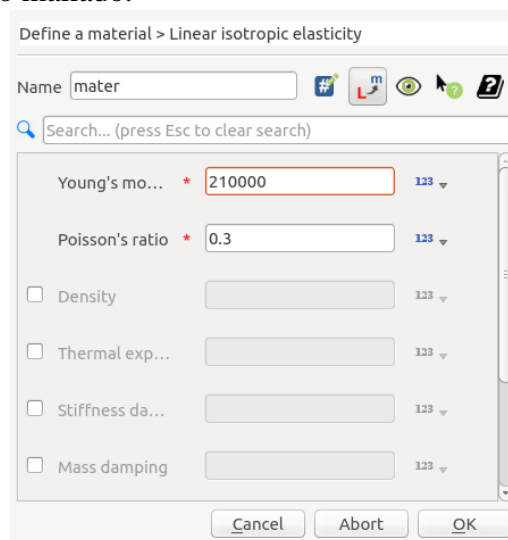 Define a material > Linear isotropic elasticity
Name mater # L m ?
Search... (press Esc to clear search)
Young's mo... * 210000 123
Poisson's ratio * 0.3 123
Density 123
Thermal exp... 123
Stiffness da... 123
Mass damping 123
Cancel Abort OK